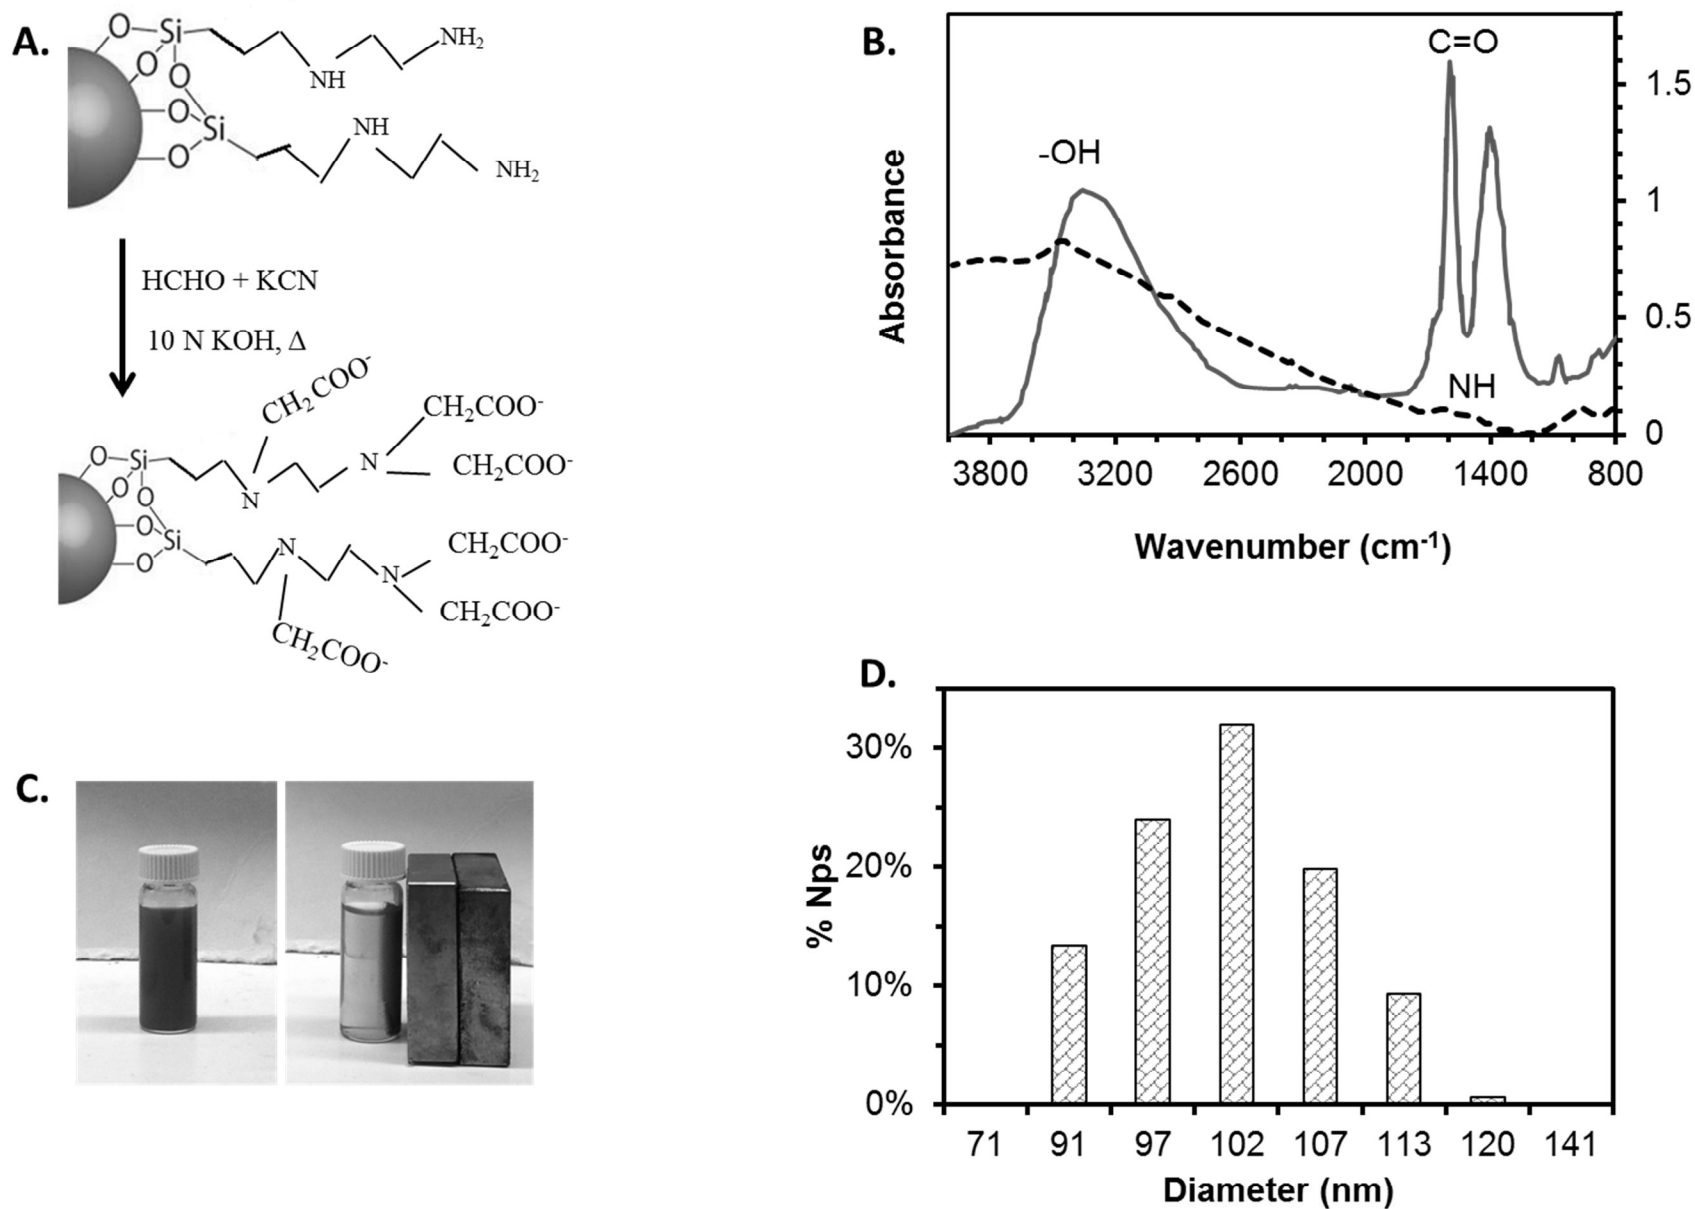 A.
O Si
O
O
O
Si
O
NH
NH₂
NH
NH₂
HCHO + KCN
10 N KOH, Δ
CH₂COO⁻
CH₂COO⁻
CH₂COO⁻
O Si
O
O
O
Si
O
N
N
CH₂COO⁻
N
N
CH₂COO⁻
CH₂COO⁻
B.
C=O
-OH
NH
Absorbance
1.5
1
0.5
0
3800 3200 2600 2000 1400 800
Wavenumber (cm⁻¹)
C.
D.
% Nps
30%
20%
10%
0%
71 91 97 102 107 113 120 141
Diameter (nm)